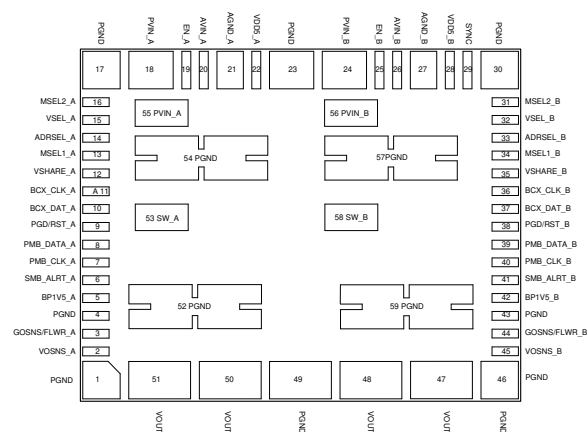 PGND PVIN_A EN_A AVIN_A AGND_A VDD5_A PGND PVIN_B EN_B AVIN_B AGND_B VDD5_B SYNC PGND
17 18 19 20 21 22 23 24 25 26 27 28 29 30
MSEL2_A 16 55 PVIN_A 56 PVIN_B 31 MSEL2_B
VSEL_A 15 32 VSEL_B
ADRSEL_A 14 33 ADRSEL_B
MSEL1_A 13 54 PGND 57PGND 34 MSEL1_B
VSHARE_A 12 35 VSHARE_B
BCX_CLK_A A 11 36 BCX_CLK_B
BCX_DAT_A 10 37 BCX_DAT_B
PGD/RST_A 9 53 SW_A 58 SW_B 38 PGD/RST_B
PMB_DATA_A 8 39 PMB_DATA_B
PMB_CLK_A 7 40 PMB_CLK_B
SMB_ALRT_A 6 41 SMB_ALRT_B
BP1V5_A 5 42 BP1V5_B
PGND 4 52 PGND 59 PGND 43 PGND
GOSNS/FLWR_A 3 44 GOSNS/FLWR_B
VOSNS_A 2 45 VOSNS_B
PGND 1 51 50 49 48 47 46 PGND
VOUT VOUT PGND VOUT VOUT PGND